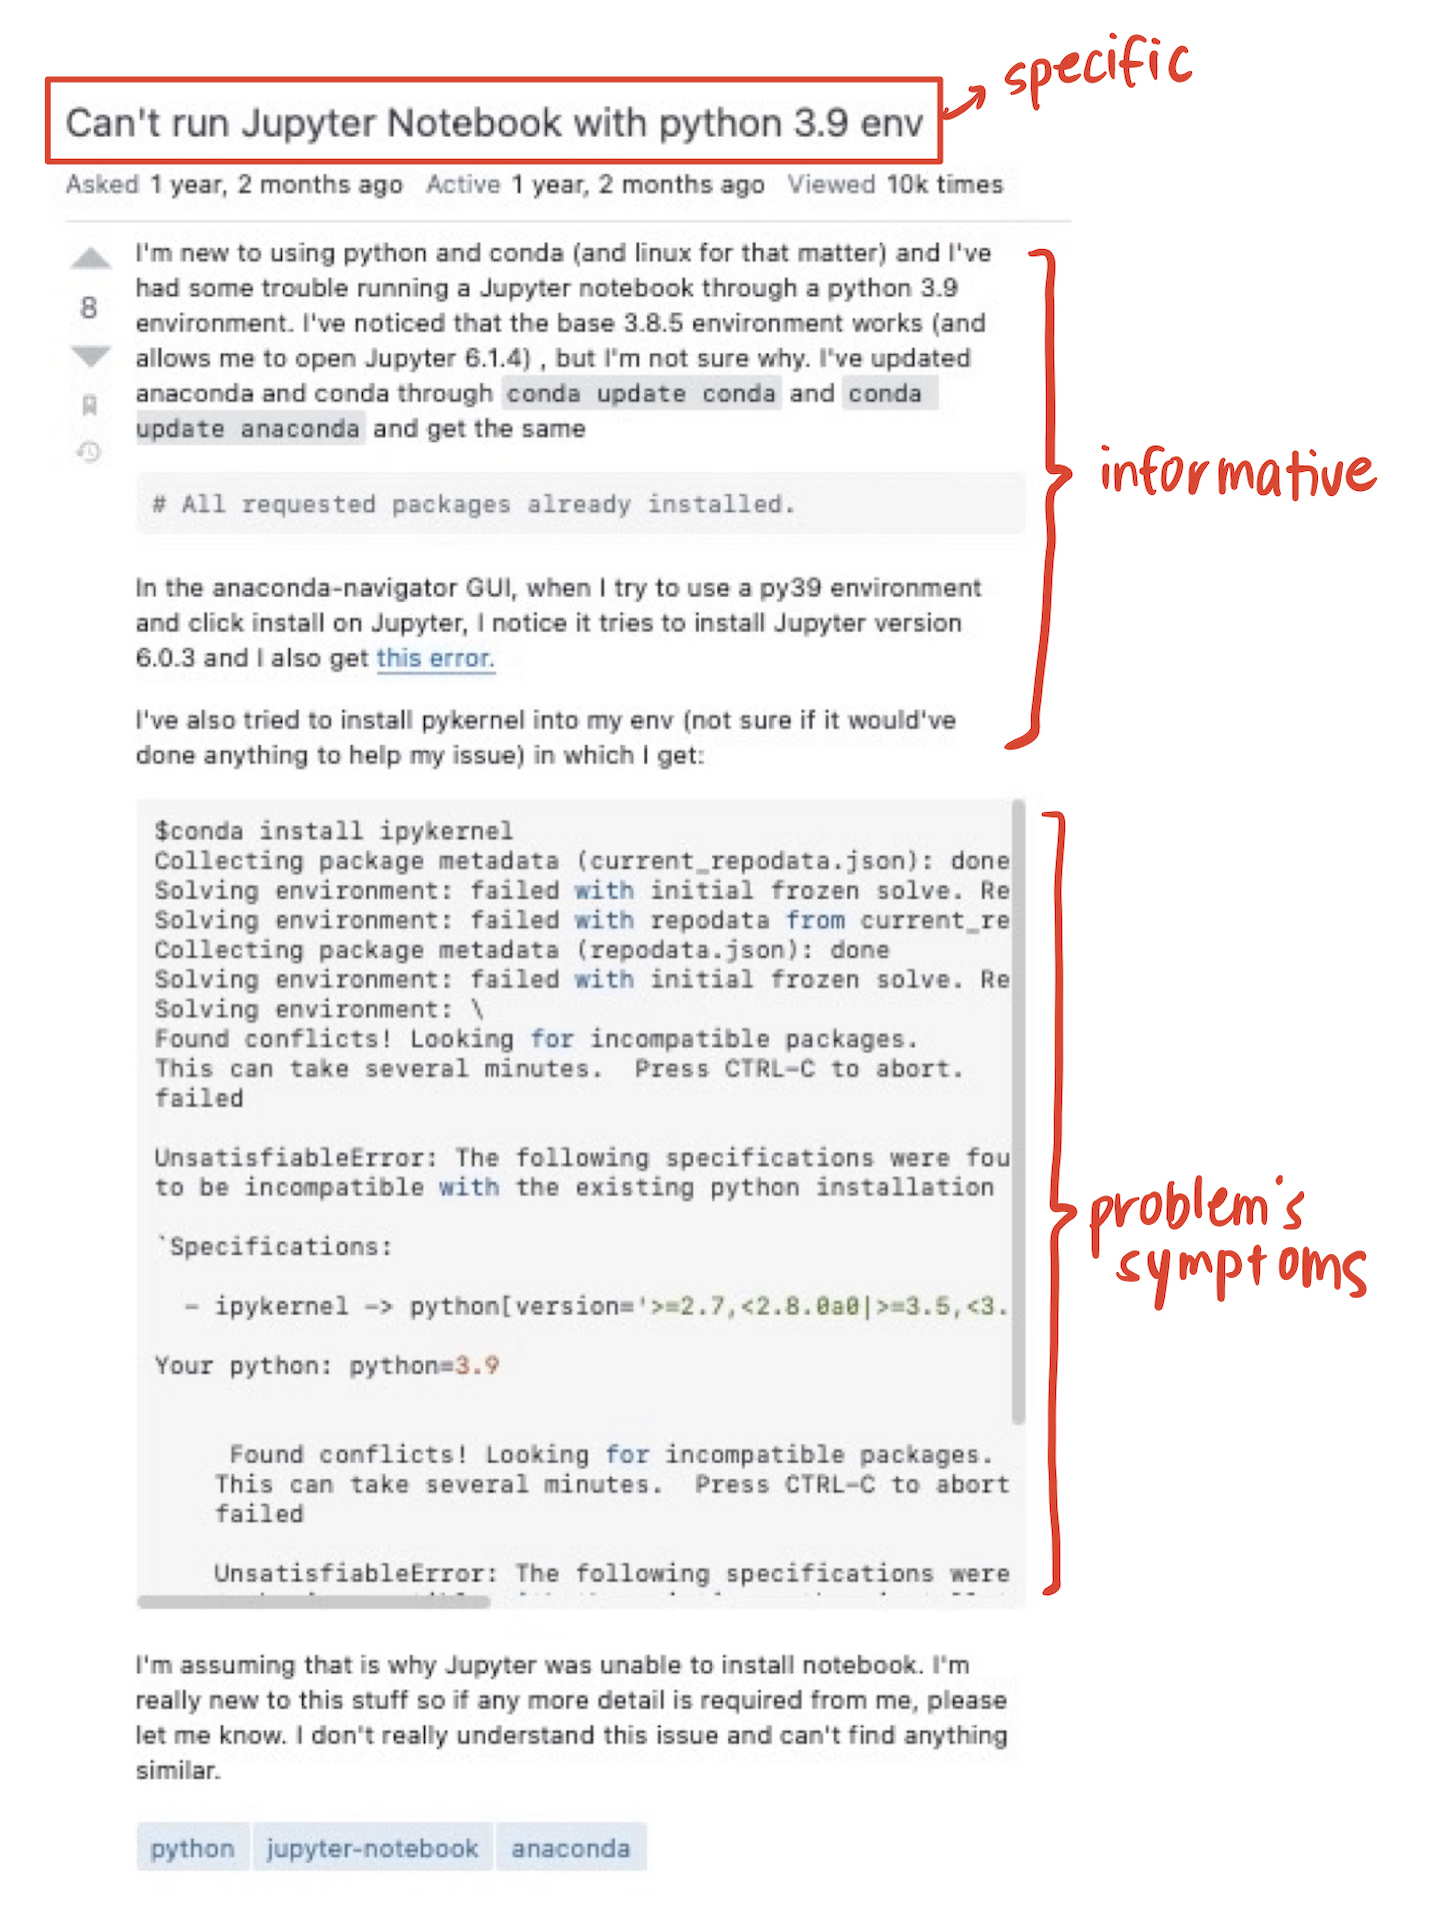 specific
Can't run Jupyter Notebook with python 3.9 env
Asked 1 year, 2 months ago Active 1 year, 2 months ago Viewed 10k times
I'm new to using python and conda (and linux for that matter) and I've
had some trouble running a Jupyter notebook through a python 3.9
8
environment. I've noticed that the base 3.8.5 environment works (and
allows me to open Jupyter 6.1.4) , but I'm not sure why. I've updated
anaconda and conda through conda update conda and conda
update anaconda and get the same
informative
# All requested packages already installed.
In the anaconda-navigator GUI, when I try to use a py39 environment
and click install on Jupyter, I notice it tries to install Jupyter version
6.0.3 and I also get this error.
I've also tried to install pykernel into my env (not sure if it would've
done anything to help my issue) in which I get:
$conda install ipykernel
Collecting package metadata (current_repodata.json): done
Solving environment: failed with initial frozen solve. Re
Solving environment: failed with repodata from current_re
Collecting package metadata (repodata.json): done
Solving environment: failed with initial frozen solve. Re
Solving environment: \
Found conflicts! Looking for incompatible packages.
This can take several minutes.  Press CTRL-C to abort.
failed
UnsatisfiableError: The following specifications were fou
to be incompatible with the existing python installation
problem's
symptoms
`Specifications:
- ipykernel -> python[version='>=2.7,<2.8.0a0|>=3.5,<3.
Your python: python=3.9
Found conflicts! Looking for incompatible packages.
This can take several minutes.  Press CTRL-C to abort
failed
UnsatisfiableError: The following specifications were
I'm assuming that is why Jupyter was unable to install notebook. I'm
really new to this stuff so if any more detail is required from me, please
let me know. I don't really understand this issue and can't find anything
similar.
python jupyter-notebook anaconda